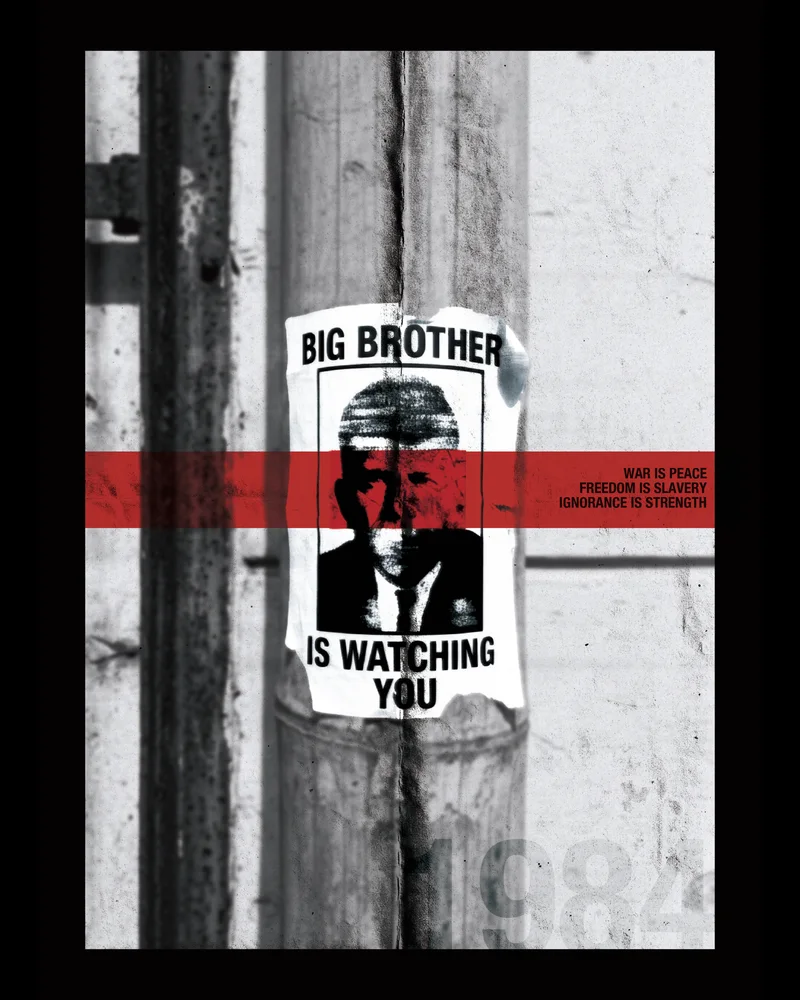 BIG BROTHER
WAR IS PEACE
FREEDOM IS SLAVERY
IGNORANCE IS STRENGTH
IS WATCHING
YOU
1984